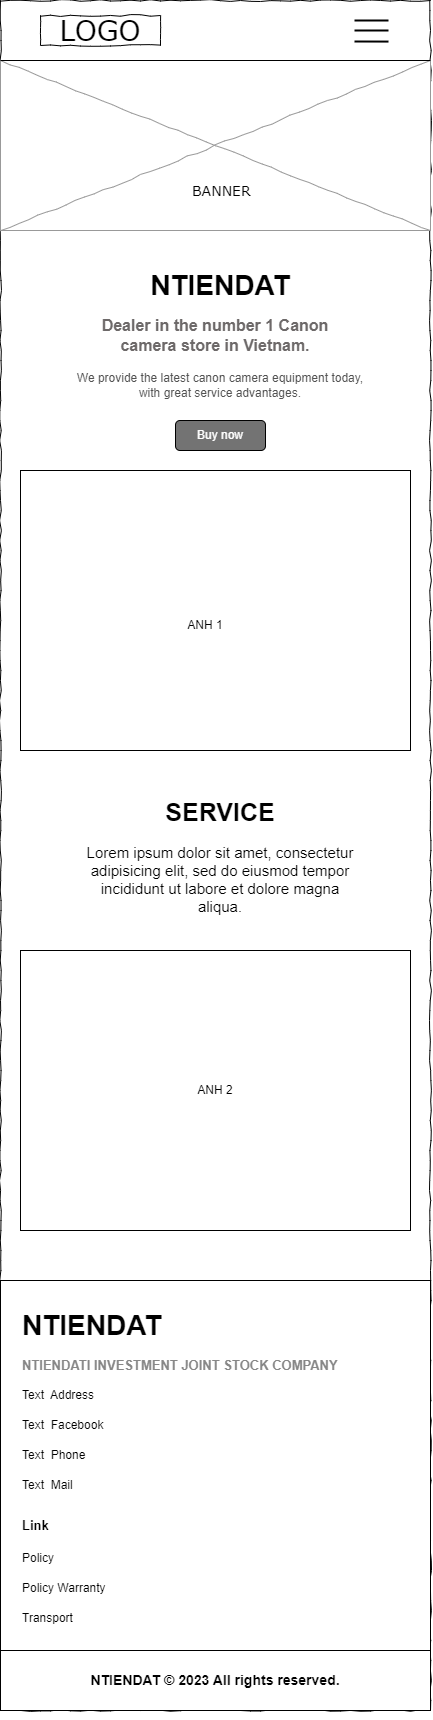 LOGO
BANNER
NTIENDAT
Dealer in the number 1 Canon
camera store in Vietnam.
We provide the latest canon camera equipment today,
with great service advantages.
Buy now
ANH 1
SERVICE
Lorem ipsum dolor sit amet, consectetur
adipisicing elit, sed do eiusmod tempor
incididunt ut labore et dolore magna
aliqua.
ANH 2
NTIENDAT
NTIENDATI INVESTMENT JOINT STOCK COMPANY
Text Address
Text Facebook
Text Phone
Text Mail
Link
Policy
Policy Warranty
Transport
NTIENDAT © 2023 All rights reserved.